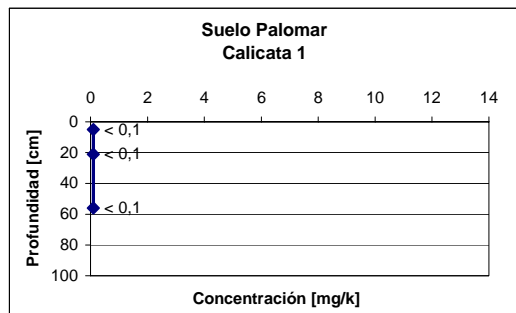 Suelo Palomar
Calicata 1
0 2 4 6 8 10 12 14
0
20
40
60
80
100
< 0,1
< 0,1
< 0,1
Profundidad [cm]
Concentración [mg/k]